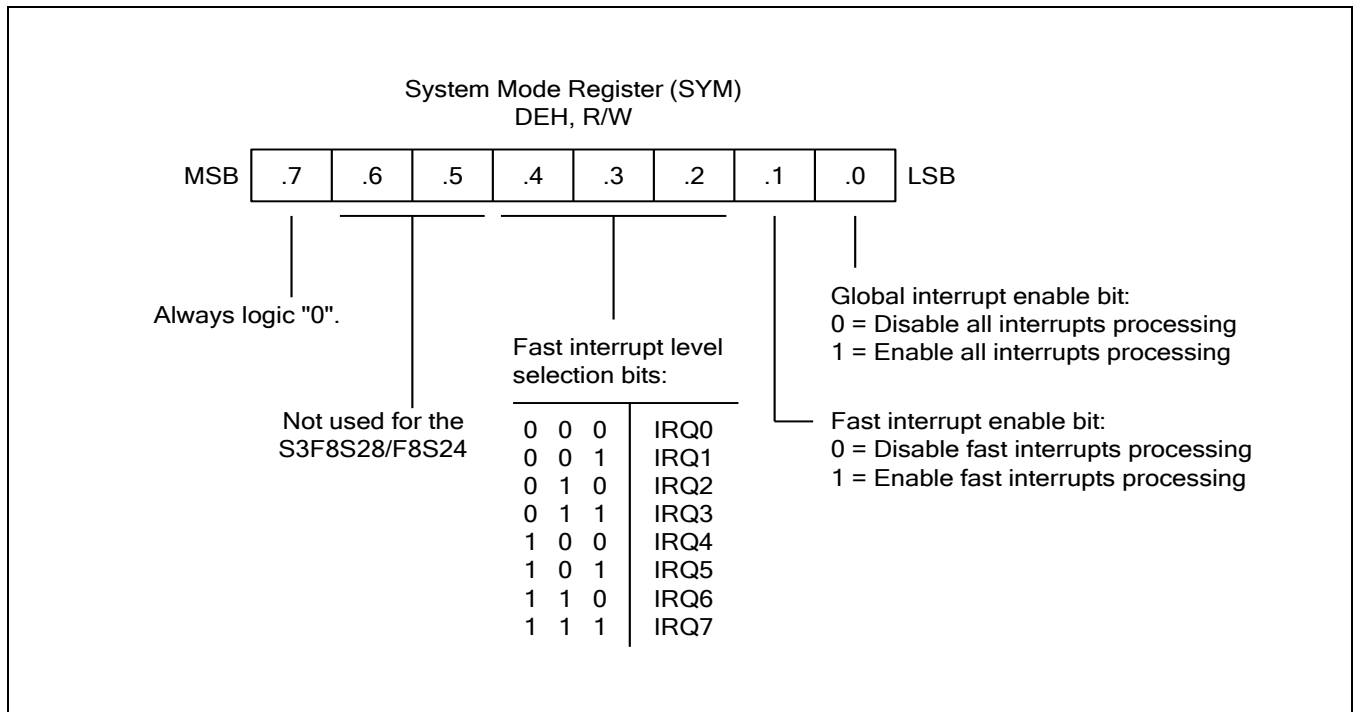 System Mode Register (SYM)
DEH, R/W
MSB .7 .6 .5 .4 .3 .2 .1 .0 LSB
Always logic "0".
Not used for the
S3F8S28/F8S24
Fast interrupt level
selection bits:
0 0 0 IRQ0
0 0 1 IRQ1
0 1 0 IRQ2
0 1 1 IRQ3
1 0 0 IRQ4
1 0 1 IRQ5
1 1 0 IRQ6
1 1 1 IRQ7
Global interrupt enable bit:
0 = Disable all interrupts processing
1 = Enable all interrupts processing
Fast interrupt enable bit:
0 = Disable fast interrupts processing
1 = Enable fast interrupts processing